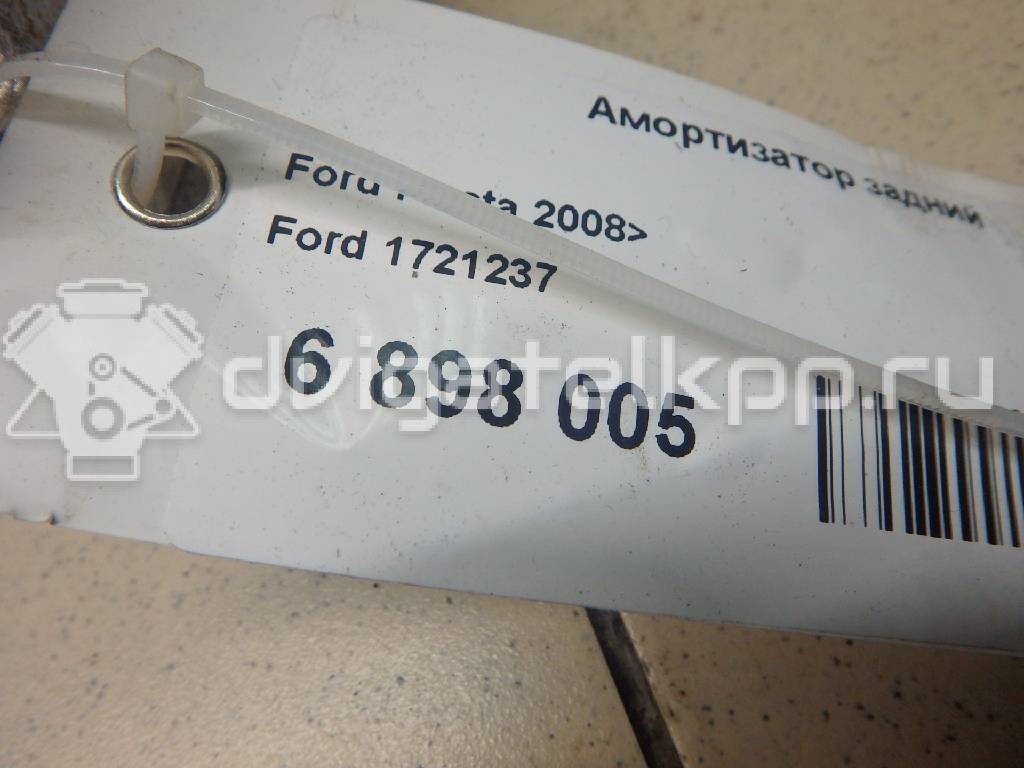 Амортизатор задний
Ford 2008>
Ford 1721237
6 898 005
dvigatelkpp.ru